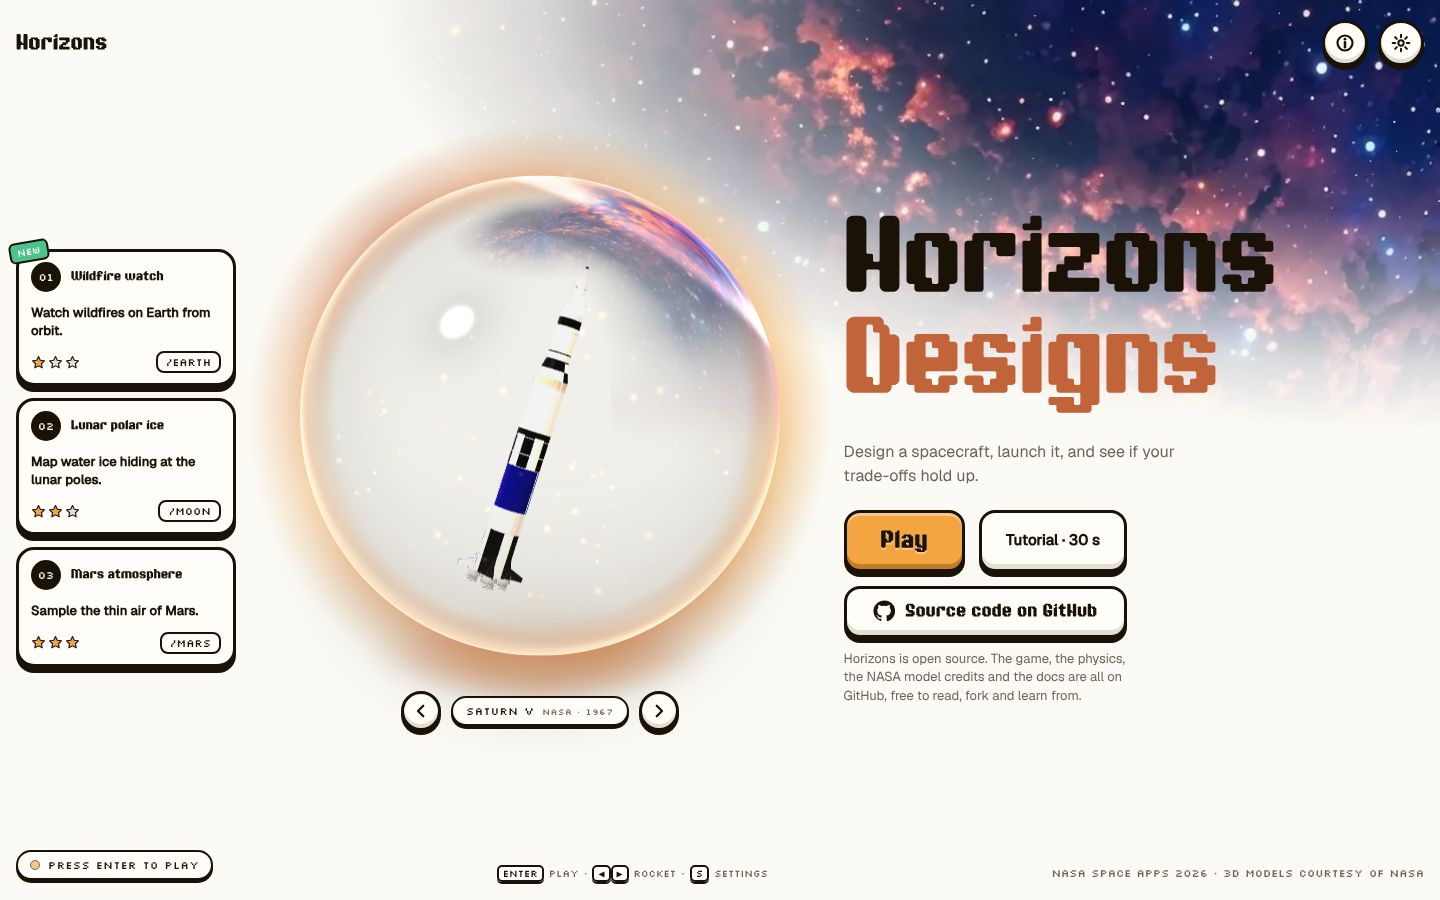 Horizons
NEW
01 Wildfire watch
Watch wildfires on Earth from
orbit.
/EARTH
02 Lunar polar ice
Map water ice hiding at the
lunar poles.
/MOON
03 Mars atmosphere
Sample the thin air of Mars.
/MARS
SATURN V NASA · 1967
Horizons
Designs
Design a spacecraft, launch it, and see if your
trade-offs hold up.
Play
Tutorial · 30 s
Source code on GitHub
Horizons is open source. The game, the physics,
the NASA model credits and the docs are all on
GitHub, free to read, fork and learn from.
PRESS ENTER TO PLAY
ENTER PLAY · ◄ ► ROCKET · S SETTINGS
NASA SPACE APPS 2026 · 3D MODELS COURTESY OF NASA